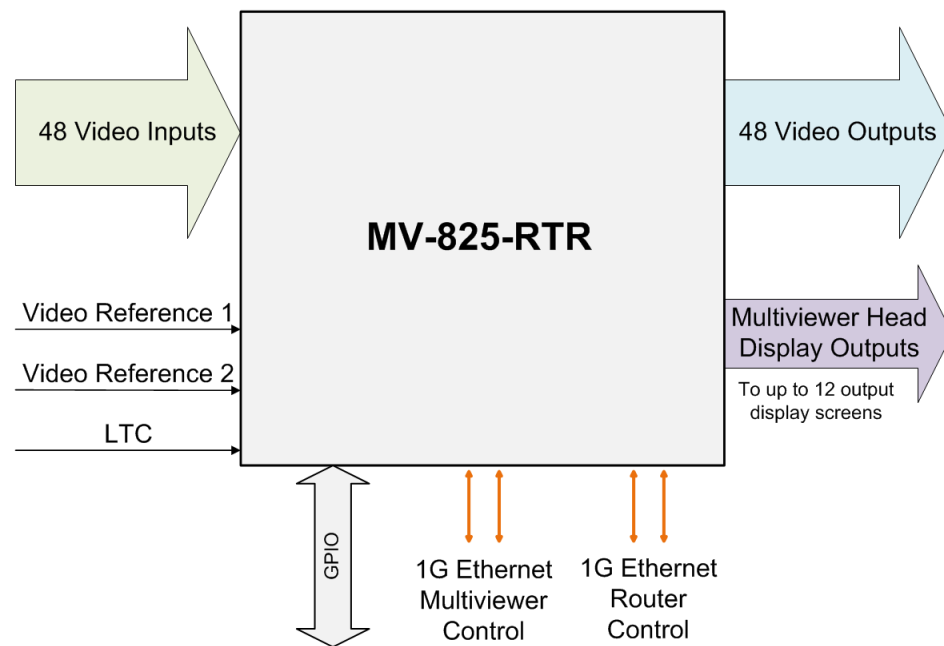 48 Video Inputs
48 Video Outputs
MV-825-RTR
Video Reference 1
Video Reference 2
LTC
Multiviewer Head
Display Outputs
To up to 12 output
display screens
GPIO
1G Ethernet
Multiviewer
Control
1G Ethernet
Router
Control